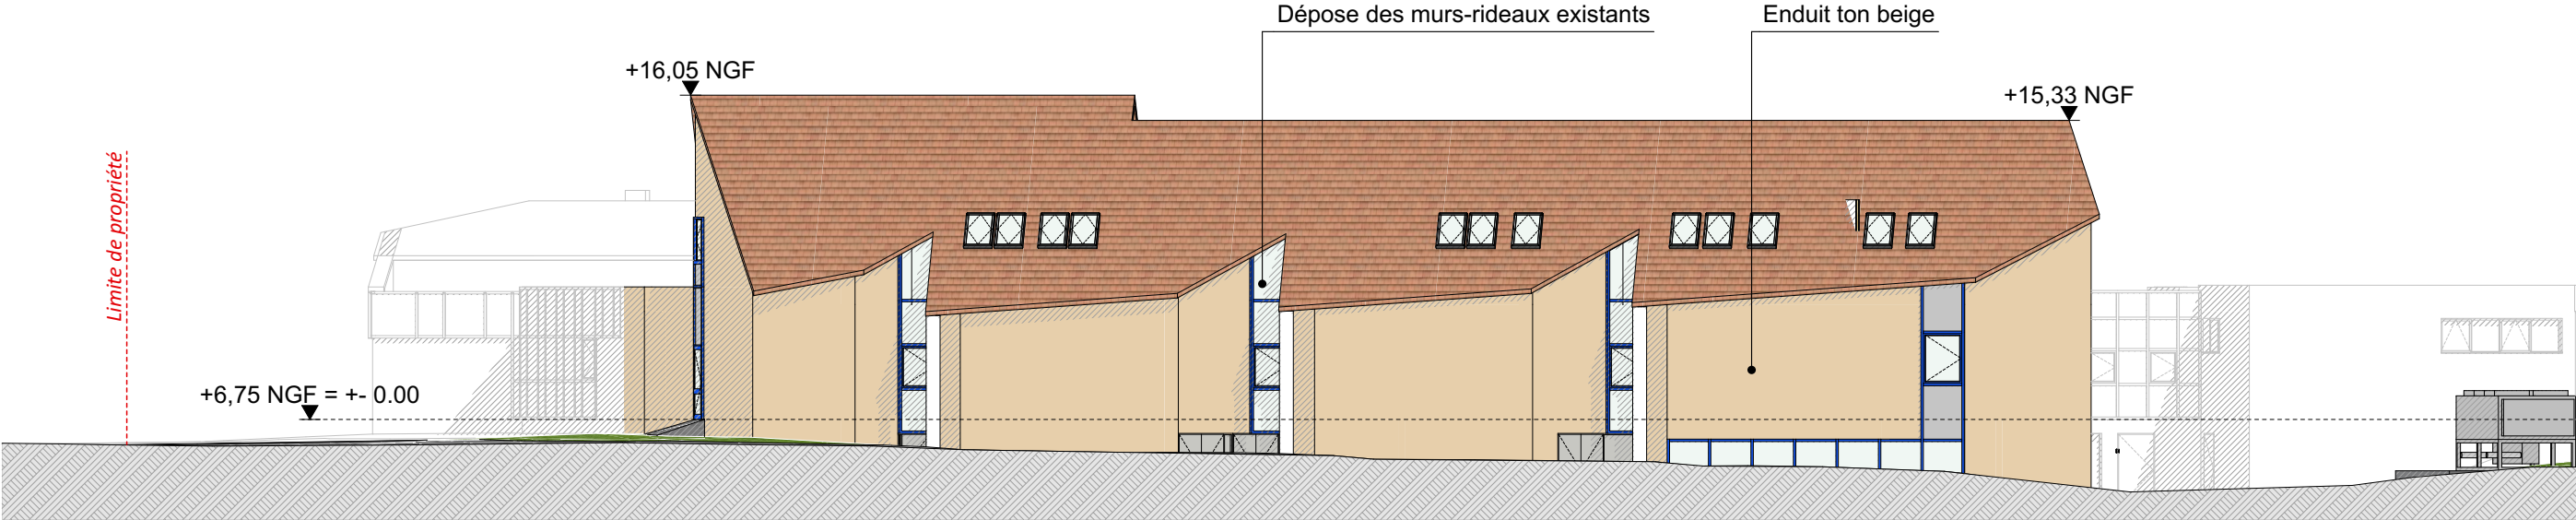 Dépose des murs-rideaux existants
Enduit ton beige
+16,05 NGF
+15,33 NGF
Limite de propriété
+6,75 NGF = +- 0.00